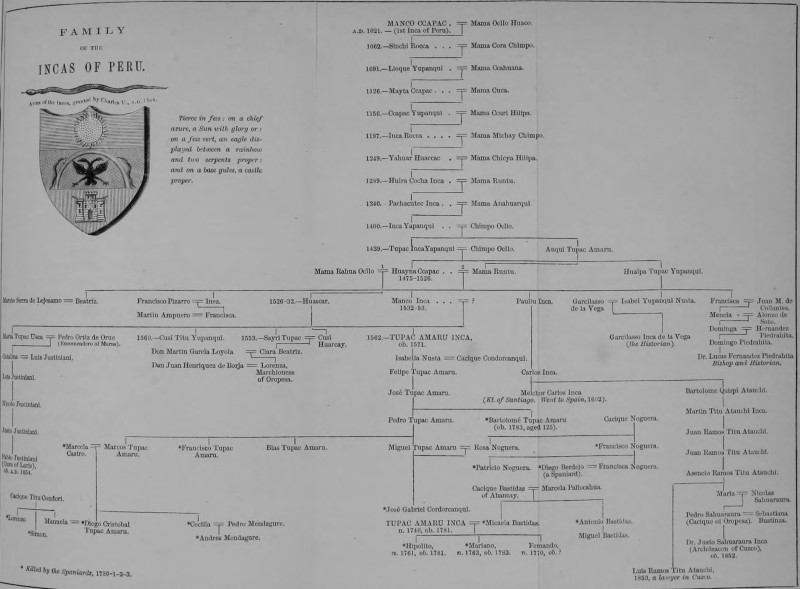 FAMILY
OF THE
INCAS OF PERU.
Arms of the Incas, granted by Charles V.,
Tierce in fess: on a chief
azure, a Sun with glory or:
on a fess vert, an eagle dis-
played between a rainbow
and two serpents proper:
and on a base gules, a castle
proper.
MANCO CCAPAC . = Mama Ocllo Huaco.
A.D. 1021. — (1st Inca of Peru).
1062.—Sinchi Rocca . . . = Mama Cora Chimpo.
1091.—Lloque Yupanqui . = Mama Ccahuana.
1126.—Mayta Ccapac . . . = Mama Cuca.
1156.—Ccapac Yupanqui . = Mama Ccuri Hilipa.
1197.—Inca Rocca . . . . = Mama Michay Chimpo.
1249.—Yahuar Huaccac . = Mama Chicya Hilipa.
1289.—Huira Cocha Inca . = Mama Runtu.
1340.—Pachacutec Inca . . = Mama Anahuarqui.
1400.—Inca Yupanqui . . = Chimpo Ocllo.
1439.—Tupac Inca Yupanqui = Chimpo Ocllo. Auqui Tupac Amaru.
Mama Rahua Ocllo 1 = Huayna Ccapac . . 2 = Mama Runtu. Hualpa Tupac Yupanqui.
1475-1526.
Serra de Lejesamo = Beatriz. Francisco Pizarro = Inca. 1526-32.—Huascar. Manco Inca . . . = ? Paullu Inca. Garcilasso de la Vega = Isabel Yupanqui Nusta. Francisca = Juan M. de Collantes.
1532-53.
Martin Ampuero = Francisca. Mencia = Alonzo de Soto.
Tupac Usca = Pedro Ortiz de Orue (Encomendero of Maras). 1560.—Cusi Titu Yupanqui. 1553.—Sayri Tupac = Cusi Huarcay. 1562.—TUPAC AMARU INCA, ob. 1571. Garcilasso Inca de la Vega (the Historian). Dominga = Hernandez Piedrahita.
Domingo Piedrahita.
Catalina = Luis Justiniani. Don Martin Garcia Loyola = Clara Beatriz. Isabella Nusta = Cacique Condorcanqui. Dr. Lucas Fernandez Piedrahita
Bishop and Historian.
Don Juan Henriquez de Borja = Lorenza, Marchioness of Oropesa. Felipe Tupac Amaru. Carlos Inca.
Luis Justiniani. José Tupac Amaru. Melchior Carlos Inca Bartolome Quispi Atauchi.
(Kt. of Santiago. Went to Spain, 1602).
Nicolo Justiniani. Martin Titu Atauchi Inca.
Pedro Tupac Amaru. *Bartolomé Tupac Amaru Cacique Noguera.
(ob. 1783, aged 125).
Justo Justiniani. Juan Ramos Titu Atauchi.
*Marcela Castro. = Marcos Tupac Amaru. *Francisco Tupac Amaru. Blas Tupac Amaru. Miguel Tupac Amaru = Rosa Noguera. *Francisco Noguera. Juan Ramos Titu Atauchi.
Pablo Justiniani
(Cura of Laris),
ob. A.D. 1854. *Patricio Noguera. *Diego Berdejo = Francisca Noguera. Asencio Ramos Titu Atauchi.
(a Spaniard).
Cacique Titu Condori. Cacique Bastidas of Abancay. = Marcela Pallocahua. Maria = Nicolas Sahuaraura.
*Lorenzo Manuela = *Diego Cristobal Tupac Amaru. *Cecilia = Pedro Mendagure. *José Gabriel Condorcanqui. Pedro Sahuaraura (Cacique of Oropesa). = Sebastiana Bustinza.
*Simon. TUPAC AMARU INCA = *Micaela Bastidas. *Antonio Bastidas.
n. 1740, ob. 1781. Miguel Bastidas.
*Andres Mendagure. Dr. Justo Sahuaraura Inca
(Archdeacon of Cuzco),
ob. 1852.
*Hipolito, *Mariano, Fernando,
n. 1761, ob. 1781. n. 1762, ob. 1783. n. 1770, ob. ?
* Killed by the Spaniards, 1780-1-2-3. Luis Ramos Titu Atauchi,
1853, a lawyer in Cuzco.